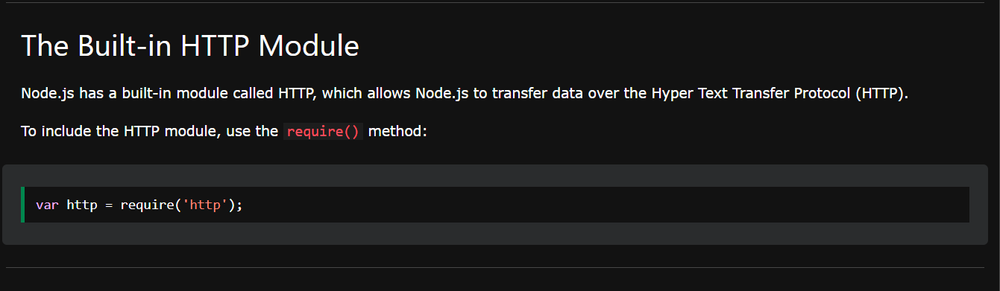 The Built-in HTTP Module
Node.js has a built-in module called HTTP, which allows Node.js to transfer data over the Hyper Text Transfer Protocol (HTTP).
To include the HTTP module, use the require() method:
var http = require('http');